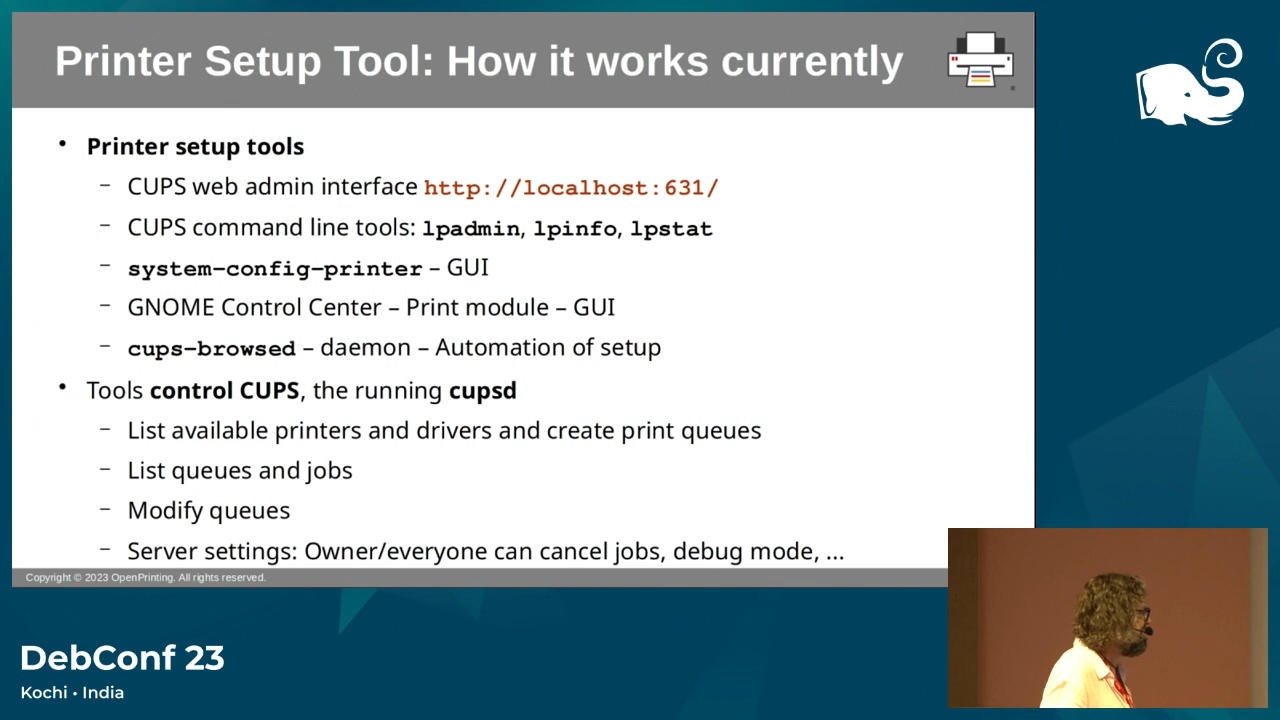 Printer Setup Tool: How it works currently
• Printer setup tools
– CUPS web admin interface http://localhost:631/
– CUPS command line tools: lpadmin, lpinfo, lpstat
– system-config-printer – GUI
– GNOME Control Center – Print module – GUI
– cups-browsed – daemon – Automation of setup
• Tools control CUPS, the running cupsd
– List available printers and drivers and create print queues
– List queues and jobs
– Modify queues
– Server settings: Owner/everyone can cancel jobs, debug mode, ...
Copyright © 2023 OpenPrinting. All rights reserved.
DebConf 23
Kochi • India